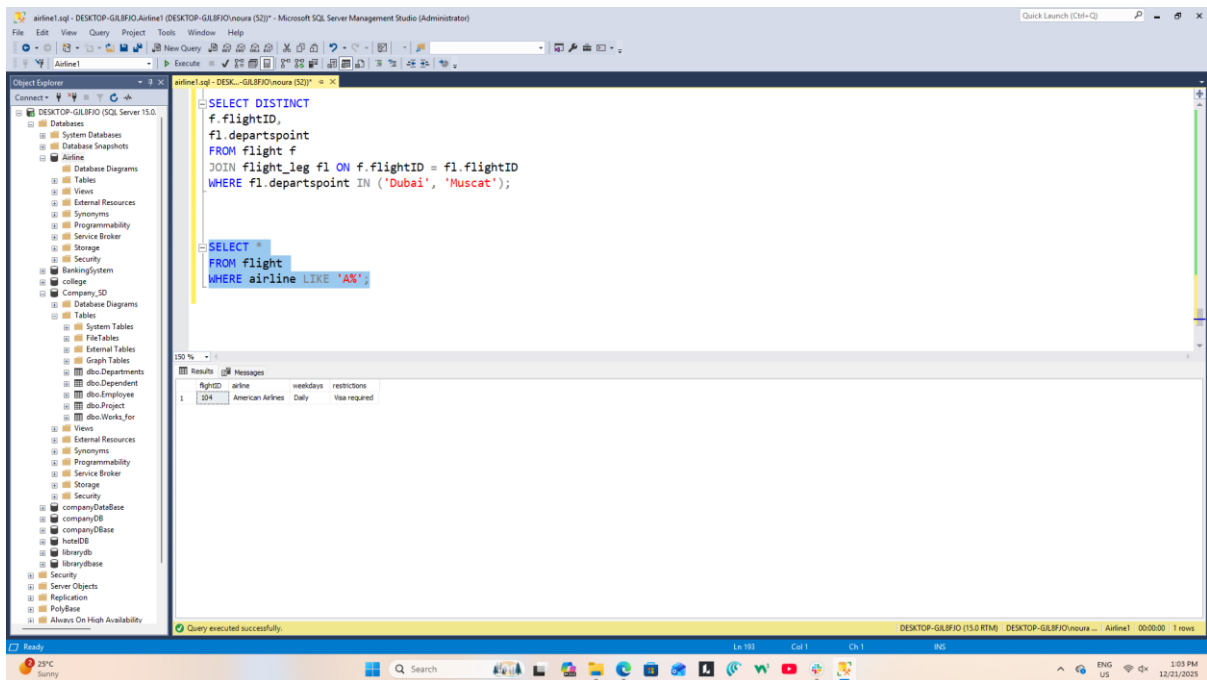 airline1.sql - DESKTOP-GJL8FJO.Airline1 (DESKTOP-GJL8FJO\noura (52))* - Microsoft SQL Server Management Studio (Administrator)
Quick Launch (Ctrl+Q)
File Edit View Query Project Tools Window Help
New Query
Airline1
Execute
Object Explorer
Connect
DESKTOP-GJL8FJO (SQL Server 15.0.
Databases
System Databases
Database Snapshots
Airline
Database Diagrams
Tables
Views
External Resources
Synonyms
Programmability
Service Broker
Storage
Security
BankingSystem
college
Company_SD
Database Diagrams
Tables
System Tables
FileTables
External Tables
Graph Tables
dbo.Departments
dbo.Dependent
dbo.Employee
dbo.Project
dbo.Works_for
Views
External Resources
Synonyms
Programmability
Service Broker
Storage
Security
companyDataBase
companyDB
companyDBase
hotelDB
librarydb
librarydbase
Security
Server Objects
Replication
PolyBase
Always On High Availability
airline1.sql - DESK...-GJL8FJO\noura (52))*
SELECT DISTINCT
f.flightID,
fl.departspoint
FROM flight f
JOIN flight_leg fl ON f.flightID = fl.flightID
WHERE fl.departspoint IN ('Dubai', 'Muscat');
SELECT *
FROM flight
WHERE airline LIKE 'A%';
150 %
Results Messages
flightID airline weekdays restrictions
1 104 American Airlines Daily Visa required
Query executed successfully.
DESKTOP-GJL8FJO (15.0 RTM) DESKTOP-GJL8FJO\noura ... Airline1 00:00:00 1 rows
Ready
Ln 193 Col 1 Ch 1 INS
2
25°C
Sunny
Search
ENG
US
1:03 PM
12/21/2025